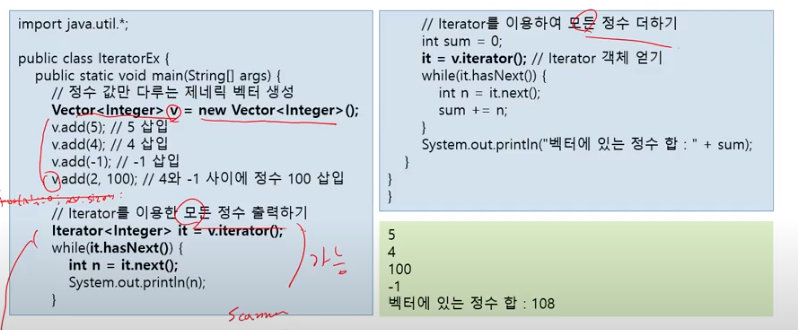 import java.util.*;
public class IteratorEx {
public static void main(String[] args) {
// 정수 값만 다루는 제네릭 벡터 생성
Vector<Integer> v = new Vector<Integer>();
v.add(5); // 5 삽입
v.add(4); // 4 삽입
v.add(-1); // -1 삽입
v.add(2, 100); // 4와 -1 사이에 정수 100 삽입
// Iterator를 이용한 모든 정수 출력하기
Iterator<Integer> it = v.iterator();
while(it.hasNext()) {
int n = it.next();
System.out.println(n);
}
가능
// Iterator를 이용하여 모든 정수 더하기
int sum = 0;
it = v.iterator(); // Iterator 객체 얻기
while(it.hasNext()) {
int n = it.next();
sum += n;
}
System.out.println("벡터에 있는 정수 합 : " + sum);
}
}
}
5
4
100
-1
벡터에 있는 정수 합 : 108